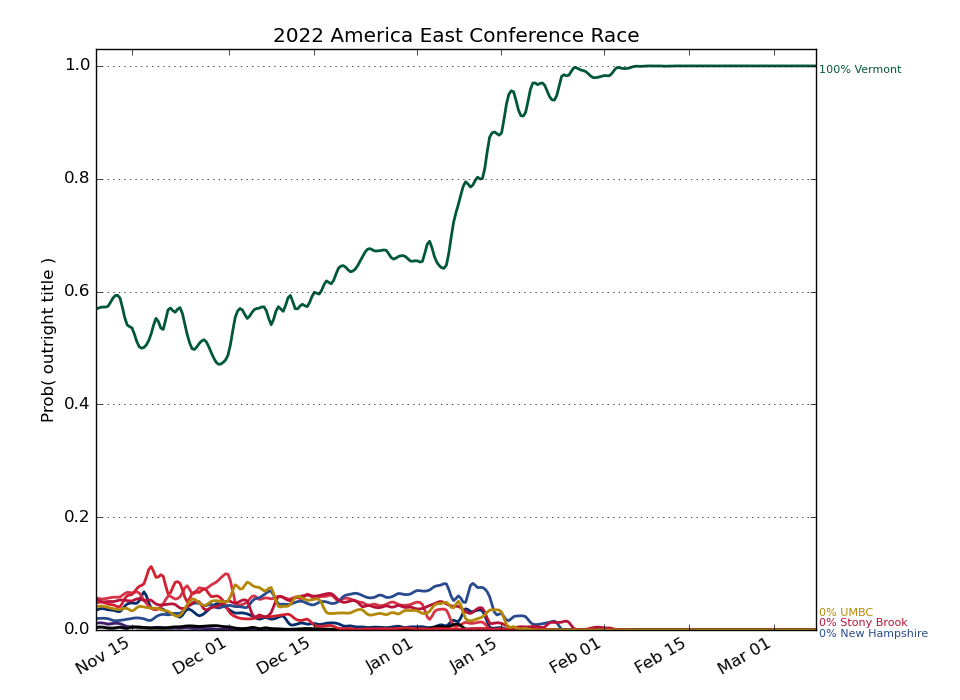 2022 America East Conference Race
Prob( outright title )
1.0
0.8
0.6
0.4
0.2
0.0
100% Vermont
0% UMBC
0% Stony Brook
0% New Hampshire
Nov 15
Dec 01
Dec 15
Jan 01
Jan 15
Feb 01
Feb 15
Mar 01